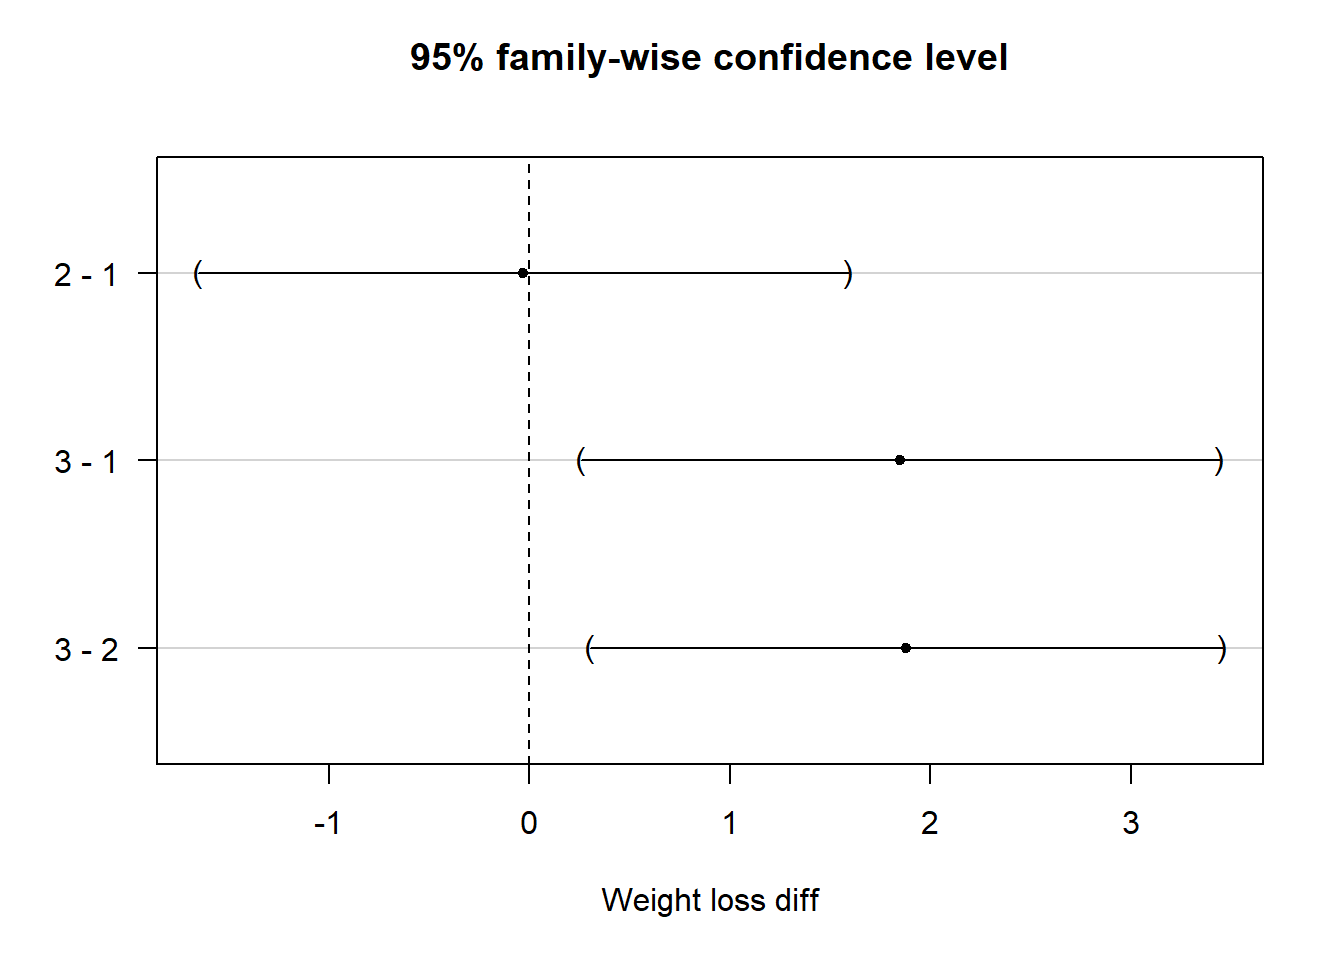 95% family-wise confidence level
2 - 1
3 - 1
3 - 2
-1 0 1 2 3
Weight loss diff